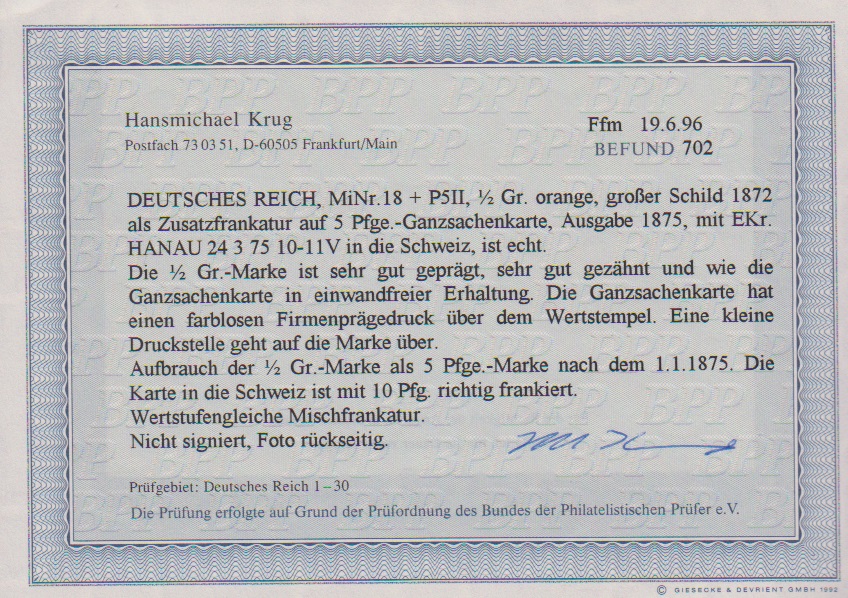 Hansmichael Krug
Postfach 73 03 51, D-60505 Frankfurt/Main
Ffm 19.6.96
BEFUND 702
DEUTSCHES REICH, MiNr.18 + P5II, ½ Gr. orange, großer Schild 1872
als Zusatzfrankatur auf 5 Pfge.-Ganzsachenkarte, Ausgabe 1875, mit EKr.
HANAU 24 3 75 10-11V in die Schweiz, ist echt.
Die ½ Gr.-Marke ist sehr gut geprägt, sehr gut gezähnt und wie die
Ganzsachenkarte in einwandfreier Erhaltung. Die Ganzsachenkarte hat
einen farblosen Firmenprägedruck über dem Wertstempel. Eine kleine
Druckstelle geht auf die Marke über.
Aufbrauch der ½ Gr.-Marke als 5 Pfge.-Marke nach dem 1.1.1875. Die
Karte in die Schweiz ist mit 10 Pfg. richtig frankiert.
Wertstufengleiche Mischfrankatur.
Nicht signiert, Foto rückseitig.
Prüfgebiet: Deutsches Reich 1–30
Die Prüfung erfolgte auf Grund der Prüfordnung des Bundes der Philatelistischen Prüfer e.V.
© GIESECKE & DEVRIENT GMBH 1992